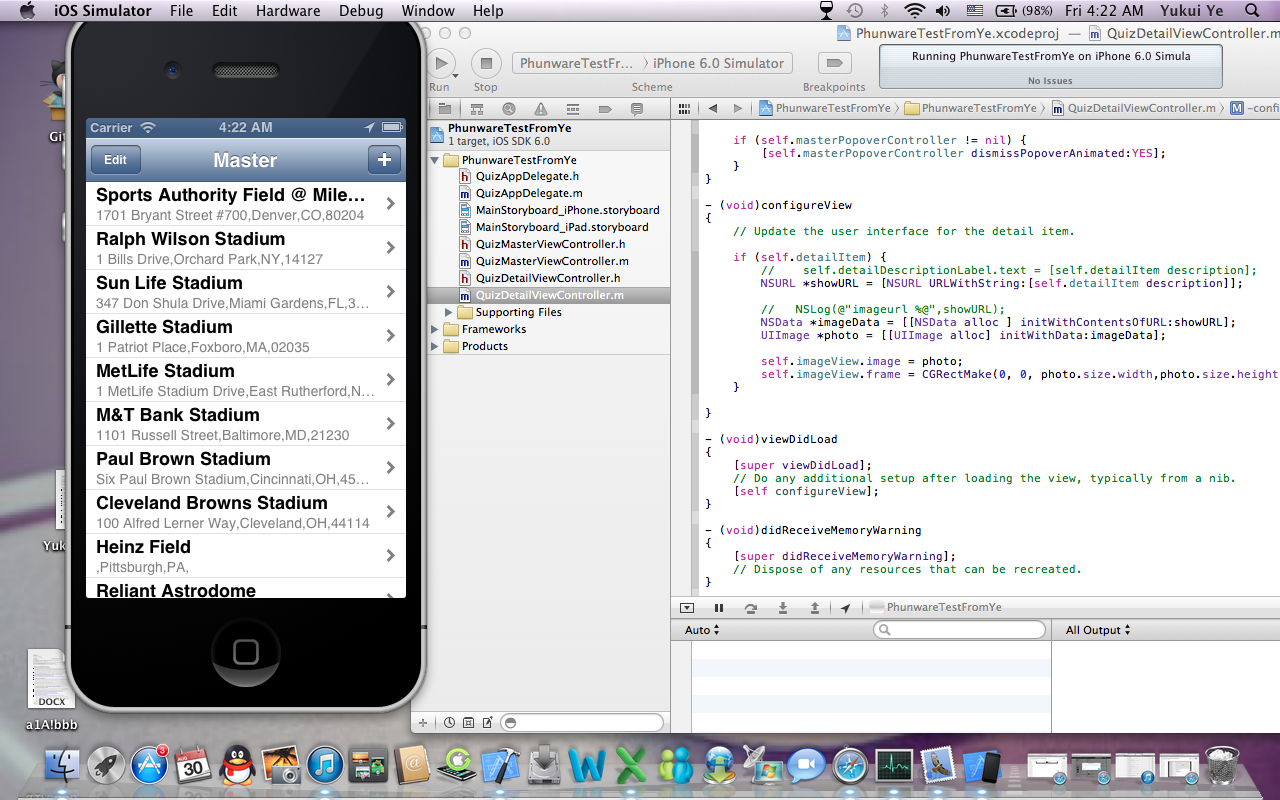 iOS Simulator File Edit Hardware Debug Window Help (98%) Fri 4:22 AM Yukui Ye
PhunwareTestFromYe.xcodeproj — QuizDetailViewController.m
PhunwareTestFr... iPhone 6.0 Simulator
Running PhunwareTestFromYe on iPhone 6.0 Simula
No Issues
Run Stop Scheme Breakpoints
PhunwareTestFromYe PhunwareTestFromYe QuizDetailViewController.m M -config
Carrier 4:22 AM
Edit Master +
Sports Authority Field @ Mile...
1701 Bryant Street #700,Denver,CO,80204
Ralph Wilson Stadium
1 Bills Drive,Orchard Park,NY,14127
Sun Life Stadium
347 Don Shula Drive,Miami Gardens,FL,3...
Gillette Stadium
1 Patriot Place,Foxboro,MA,02035
MetLife Stadium
1 MetLife Stadium Drive,East Rutherford,N...
M&T Bank Stadium
1101 Russell Street,Baltimore,MD,21230
Paul Brown Stadium
Six Paul Brown Stadium,Cincinnati,OH,45...
Cleveland Browns Stadium
100 Alfred Lerner Way,Cleveland,OH,44114
Heinz Field
,Pittsburgh,PA,
Reliant Astrodome
PhunwareTestFromYe
1 target, iOS SDK 6.0
PhunwareTestFromYe
h QuizAppDelegate.h
m QuizAppDelegate.m
MainStoryboard_iPhone.storyboard
MainStoryboard_iPad.storyboard
h QuizMasterViewController.h
m QuizMasterViewController.m
h QuizDetailViewController.h
m QuizDetailViewController.m
Supporting Files
Frameworks
Products
if (self.masterPopoverController != nil) {
[self.masterPopoverController dismissPopoverAnimated:YES];
}
}
- (void)configureView
{
// Update the user interface for the detail item.
if (self.detailItem) {
// self.detailDescriptionLabel.text = [self.detailItem description];
NSURL *showURL = [NSURL URLWithString:[self.detailItem description]];
// NSLog(@"imageurl %@",showURL);
NSData *imageData = [[NSData alloc ] initWithContentsOfURL:showURL];
UIImage *photo = [[UIImage alloc] initWithData:imageData];
self.imageView.image = photo;
self.imageView.frame = CGRectMake(0, 0, photo.size.width,photo.size.height
}
}
- (void)viewDidLoad
{
[super viewDidLoad];
// Do any additional setup after loading the view, typically from a nib.
[self configureView];
}
- (void)didReceiveMemoryWarning
{
[super didReceiveMemoryWarning];
// Dispose of any resources that can be recreated.
}
PhunwareTestFromYe
Auto All Output
Git
Yuk
DOCX
a1A!bbb
AUG
30
3